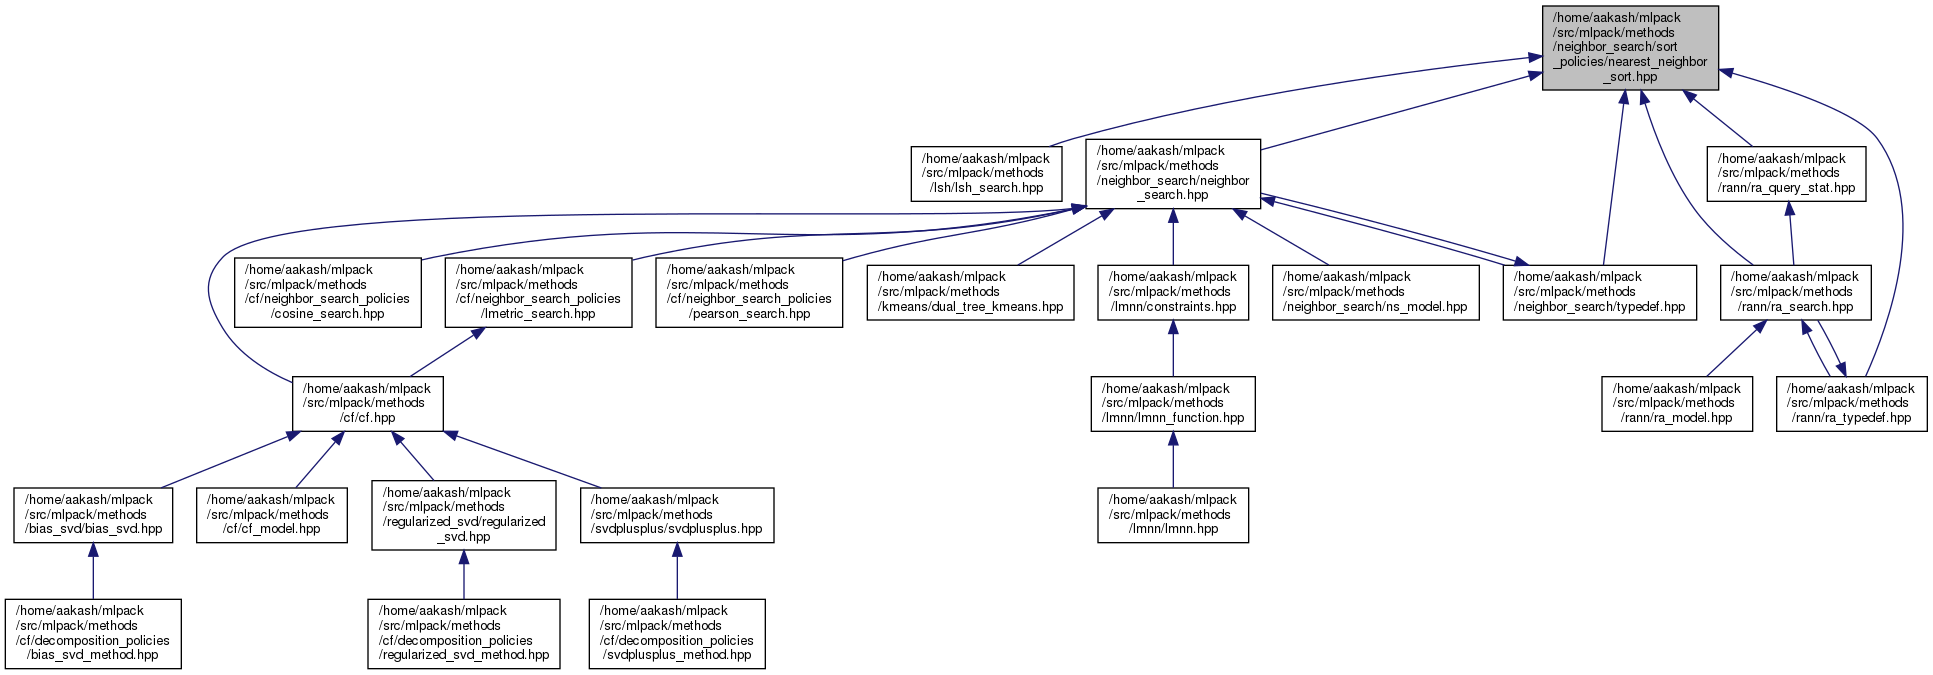 /home/aakash/mlpack
/src/mlpack/methods
/neighbor_search/sort
_policies/nearest_neighbor
_sort.hpp
/home/aakash/mlpack
/src/mlpack/methods
/lsh/lsh_search.hpp
/home/aakash/mlpack
/src/mlpack/methods
/neighbor_search/neighbor
_search.hpp
/home/aakash/mlpack
/src/mlpack/methods
/rann/ra_query_stat.hpp
/home/aakash/mlpack
/src/mlpack/methods
/cf/neighbor_search_policies
/cosine_search.hpp
/home/aakash/mlpack
/src/mlpack/methods
/cf/neighbor_search_policies
/lmetric_search.hpp
/home/aakash/mlpack
/src/mlpack/methods
/cf/neighbor_search_policies
/pearson_search.hpp
/home/aakash/mlpack
/src/mlpack/methods
/kmeans/dual_tree_kmeans.hpp
/home/aakash/mlpack
/src/mlpack/methods
/lmnn/constraints.hpp
/home/aakash/mlpack
/src/mlpack/methods
/neighbor_search/ns_model.hpp
/home/aakash/mlpack
/src/mlpack/methods
/neighbor_search/typedef.hpp
/home/aakash/mlpack
/src/mlpack/methods
/rann/ra_search.hpp
/home/aakash/mlpack
/src/mlpack/methods
/cf/cf.hpp
/home/aakash/mlpack
/src/mlpack/methods
/lmnn/lmnn_function.hpp
/home/aakash/mlpack
/src/mlpack/methods
/rann/ra_model.hpp
/home/aakash/mlpack
/src/mlpack/methods
/rann/ra_typedef.hpp
/home/aakash/mlpack
/src/mlpack/methods
/bias_svd/bias_svd.hpp
/home/aakash/mlpack
/src/mlpack/methods
/cf/cf_model.hpp
/home/aakash/mlpack
/src/mlpack/methods
/regularized_svd/regularized
_svd.hpp
/home/aakash/mlpack
/src/mlpack/methods
/svdplusplus/svdplusplus.hpp
/home/aakash/mlpack
/src/mlpack/methods
/lmnn/lmnn.hpp
/home/aakash/mlpack
/src/mlpack/methods
/cf/decomposition_policies
/bias_svd_method.hpp
/home/aakash/mlpack
/src/mlpack/methods
/cf/decomposition_policies
/regularized_svd_method.hpp
/home/aakash/mlpack
/src/mlpack/methods
/cf/decomposition_policies
/svdplusplus_method.hpp